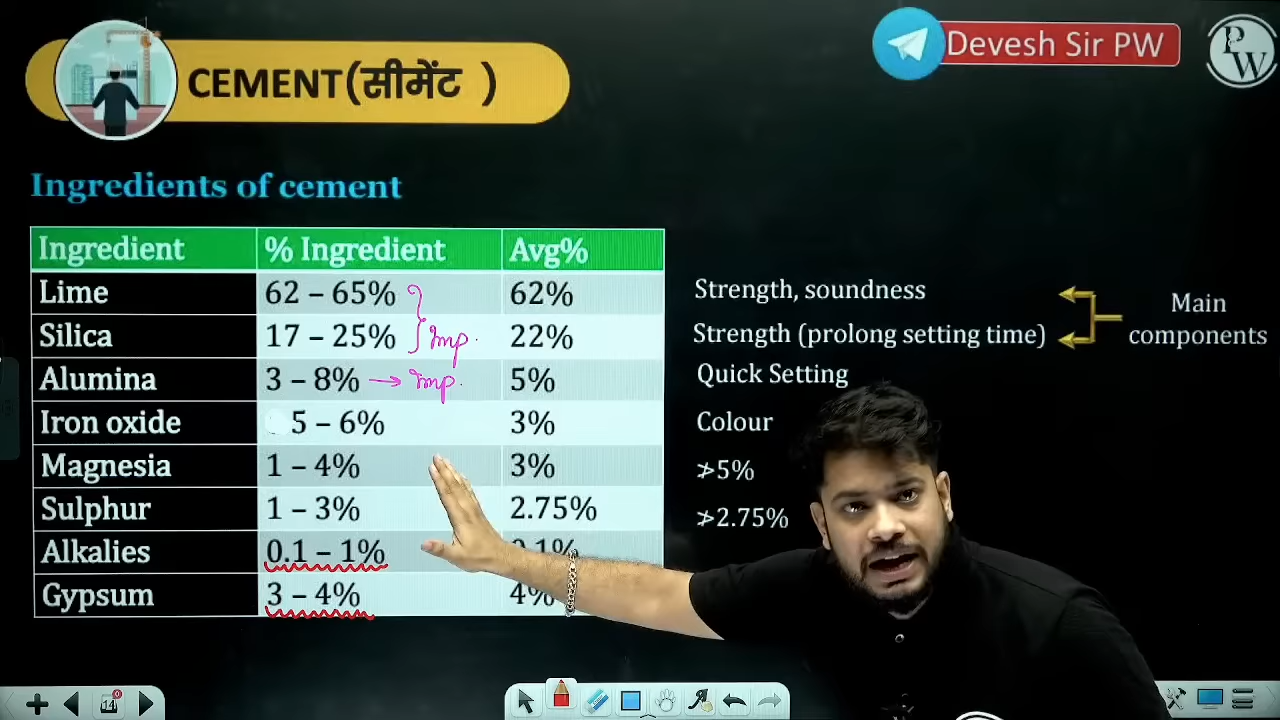 Devesh Sir PW
PW
CEMENT(सीमेंट )
Ingredients of cement
Ingredient % Ingredient Avg%
Lime 62 – 65% 62% Strength, soundness
Silica 17 – 25% Imp. 22% Strength (prolong setting time)
Main
components
Alumina 3 – 8% → Imp. 5% Quick Setting
Iron oxide 5 – 6% 3% Colour
Magnesia 1 – 4% 3% ≯5%
Sulphur 1 – 3% 2.75% ≯2.75%
Alkalies 0.1 – 1%
Gypsum 3 – 4% 4%
14
0